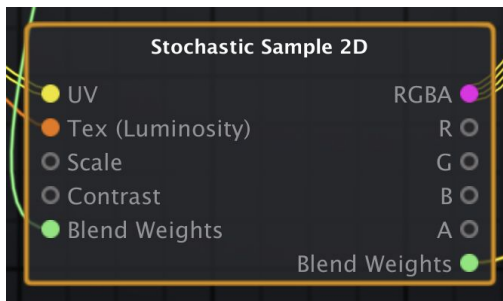 Stochastic Sample 2D
UV
RGBA
Tex (Luminosity)
R
Scale
G
Contrast
B
Blend Weights
A
Blend Weights